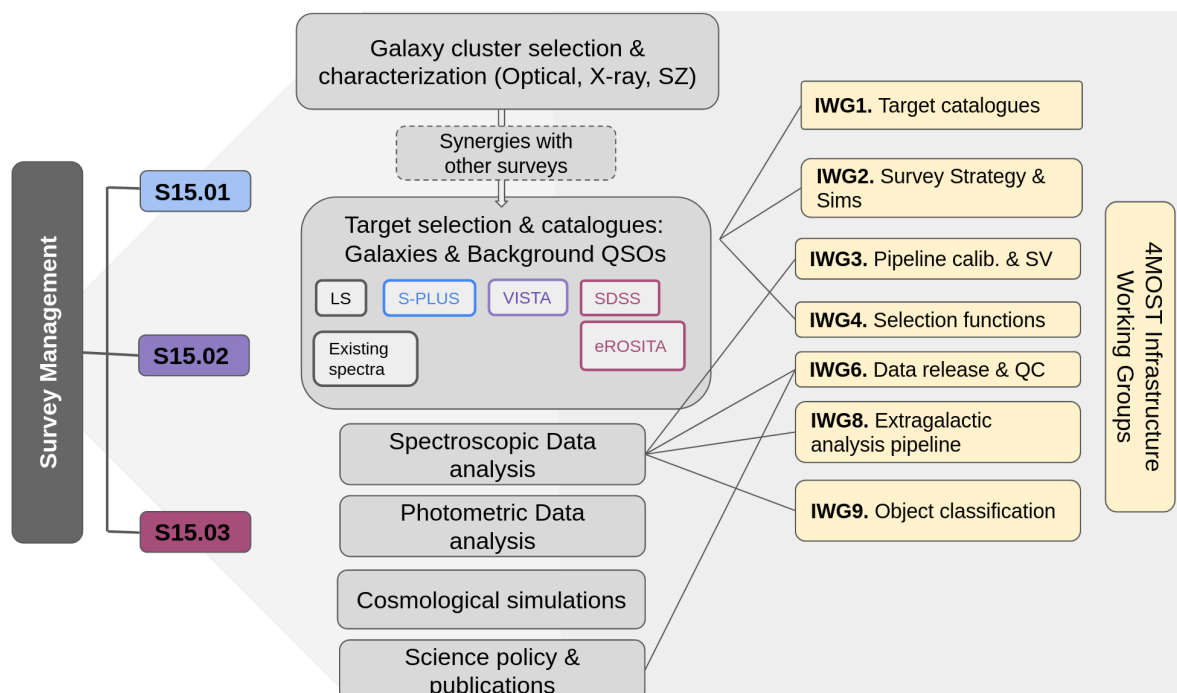 Survey Management
S15.01
S15.02
S15.03
Galaxy cluster selection &
characterization (Optical, X-ray, SZ)
Synergies with
other surveys
Target selection & catalogues:
Galaxies & Background QSOs
LS
S-PLUS
VISTA
SDSS
Existing
spectra
eROSITA
Spectroscopic Data
analysis
Photometric Data
analysis
Cosmological simulations
Science policy &
publications
IWG1. Target catalogues
IWG2. Survey Strategy &
Sims
IWG3. Pipeline calib. & SV
IWG4. Selection functions
IWG6. Data release & QC
IWG8. Extragalactic
analysis pipeline
IWG9. Object classification
4MOST Infrastructure
Working Groups